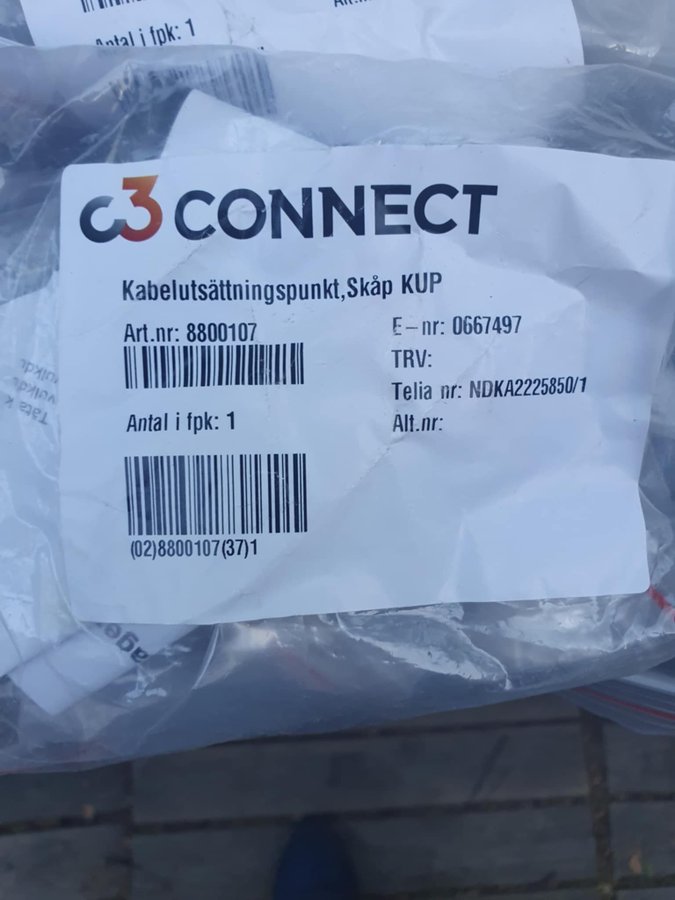 Antal i fpk: 1
C3 CONNECT
Kabelutsättningspunkt,Skåp KUP
Art.nr: 8800107
E-nr: 0667497
TRV:
Telia nr: NDKA2225850/1
Antal i fpk: 1
Alt.nr:
(02)8800107(37)1